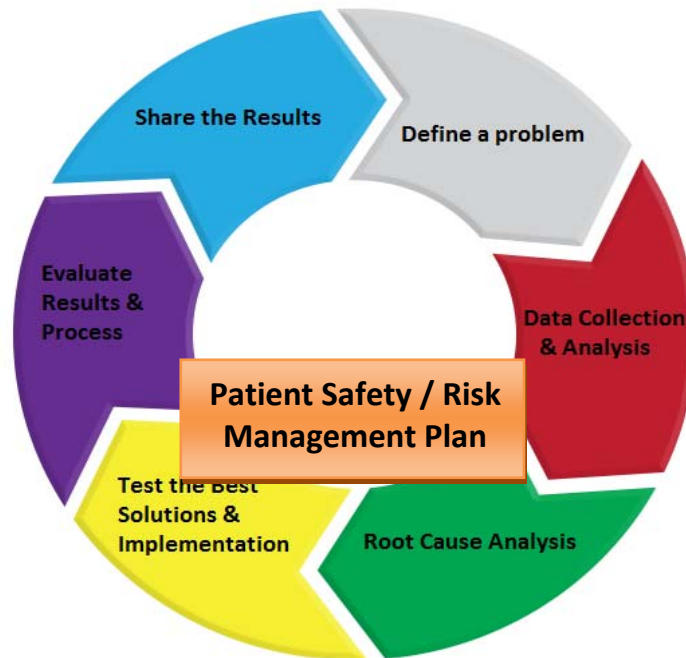 Share the Results
Define a problem
Data Collection
& Analysis
Root Cause Analysis
Test the Best
Solutions &
Implementation
Evaluate
Results &
Process
Patient Safety / Risk
Management Plan